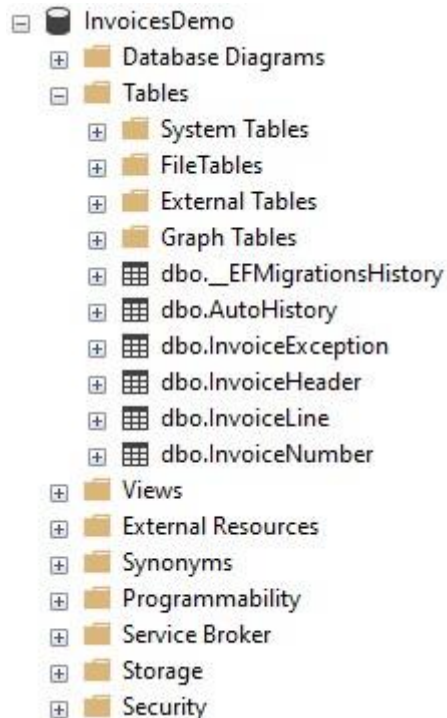 InvoicesDemo
Database Diagrams
Tables
System Tables
FileTables
External Tables
Graph Tables
dbo.__EFMigrationsHistory
dbo.AutoHistory
dbo.InvoiceException
dbo.InvoiceHeader
dbo.InvoiceLine
dbo.InvoiceNumber
Views
External Resources
Synonyms
Programmability
Service Broker
Storage
Security